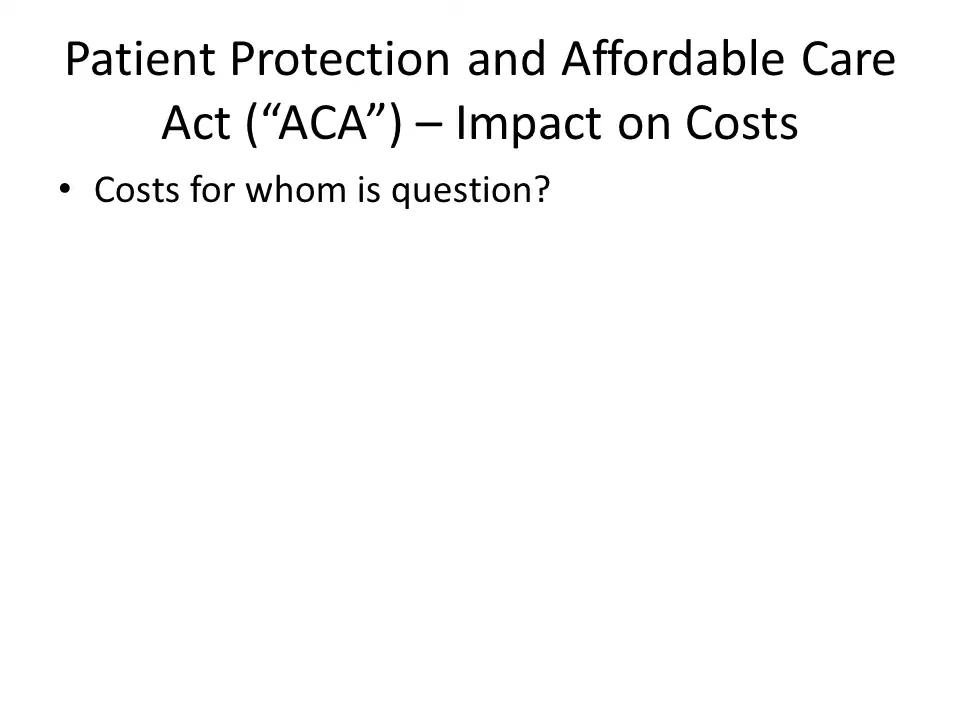 Patient Protection and Affordable Care
Act (“ACA”) – Impact on Costs
• Costs for whom is question?